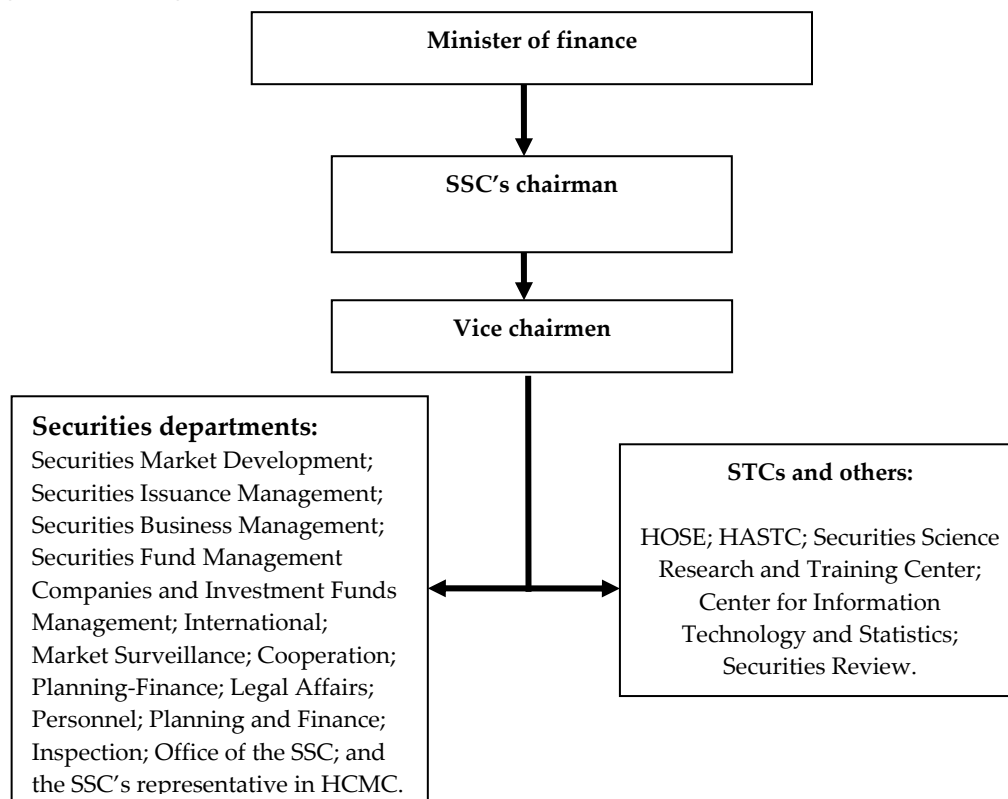 Minister of finance
SSC’s chairman
Vice chairmen
Securities departments:
Securities Market Development;
Securities Issuance Management;
Securities Business Management;
Securities Fund Management
Companies and Investment Funds
Management; International;
Market Surveillance; Cooperation;
Planning-Finance; Legal Affairs;
Personnel; Planning and Finance;
Inspection; Office of the SSC; and
the SSC’s representative in HCMC.
STCs and others:
HOSE; HASTC; Securities Science
Research and Training Center;
Center for Information
Technology and Statistics;
Securities Review.